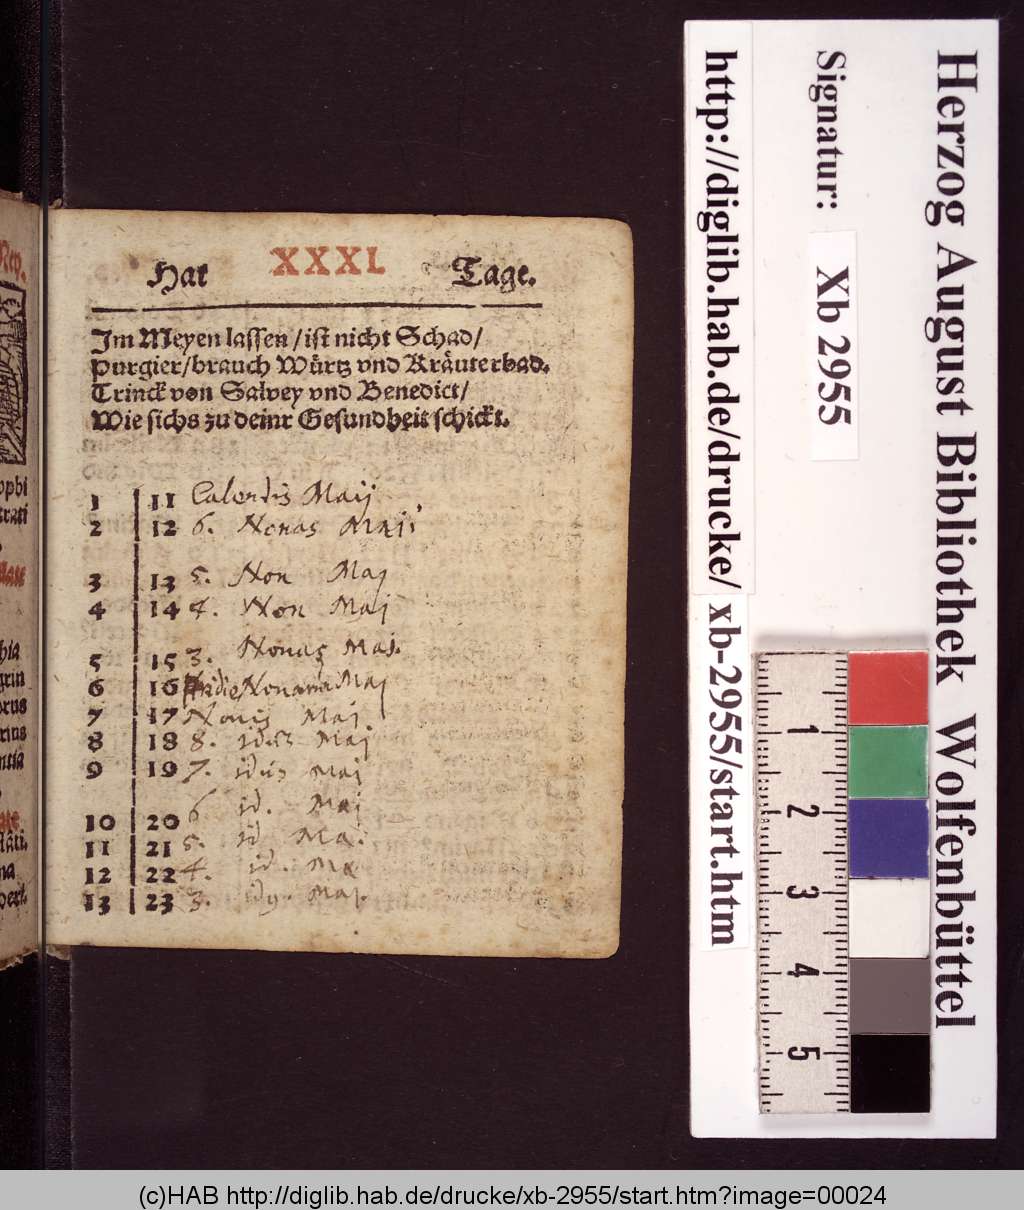 Hat XXXI. Tage.
Im Meyen lassen / ist nicht Schad /
purgier / brauch Würtz vnd Kräuterbad.
Trinck von Salvey vnd Benedict /
Wie sichs zu deinr Gesundheit schickt.
1 11 Calendis Maij
2 12 6. Nonas Maii
3 13 5. Non Maj
4 14 4. Non Maj
5 15 3. Nonas Mai.
6 16 Pridie Maj
7 17 Nonis Maj.
8 18 8. idus Maj
9 19 7. idus Maj
10 20 6 id. Maj
11 21 5. id Ma.
12 22 4. id. Ma
13 23 3. Maj.
Mey.
Herzog August Bibliothek Wolfenbüttel
Signatur: Xb 2955
http://diglib.hab.de/drucke/xb-2955/start.htm
1
2
3
4
5
(c)HAB http://diglib.hab.de/drucke/xb-2955/start.htm?image=00024